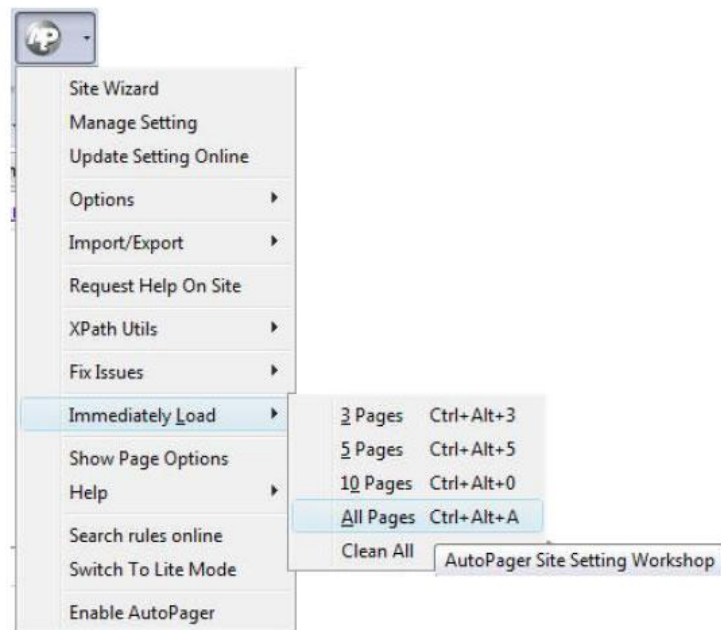 AP
Site Wizard
Manage Setting
Update Setting Online
Options
Import/Export
Request Help On Site
XPath Utils
Fix Issues
Immediately Load
3 Pages Ctrl+Alt+3
5 Pages Ctrl+Alt+5
10 Pages Ctrl+Alt+0
All Pages Ctrl+Alt+A
Clean All
AutoPager Site Setting Workshop
Show Page Options
Help
Search rules online
Switch To Lite Mode
Enable AutoPager